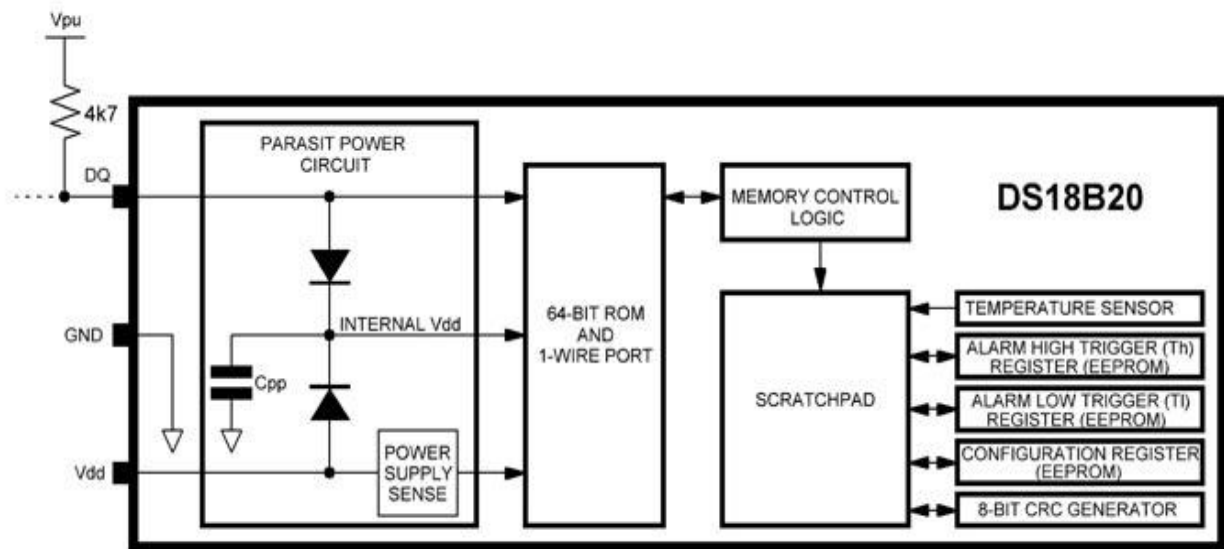 Vpu
4k7
DQ
GND
Vdd
PARASIT POWER
CIRCUIT
INTERNAL Vdd
Cpp
POWER
SUPPLY
SENSE
64-BIT ROM
AND
1-WIRE PORT
MEMORY CONTROL
LOGIC
SCRATCHPAD
DS18B20
TEMPERATURE SENSOR
ALARM HIGH TRIGGER (Th)
REGISTER (EEPROM)
ALARM LOW TRIGGER (Tl)
REGISTER (EEPROM)
CONFIGURATION REGISTER
(EEPROM)
8-BIT CRC GENERATOR